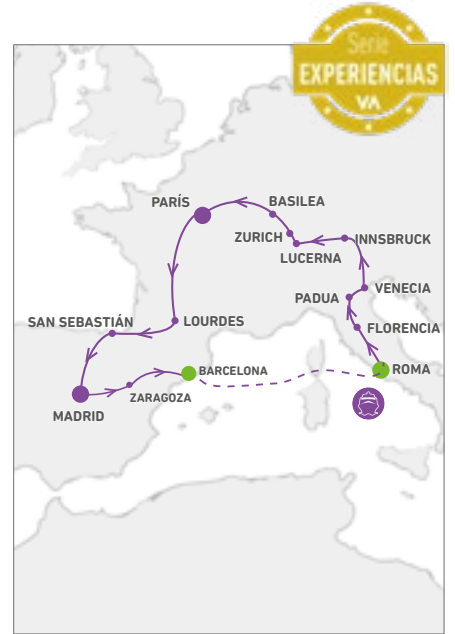 Serie
EXPERIENCIAS
VA
PARÍS
BASILEA
ZURICH
INNSBRUCK
LUCERNA
VENECIA
PADUA
SAN SEBASTIÁN
LOURDES
FLORENCIA
BARCELONA
ROMA
ZARAGOZA
MADRID